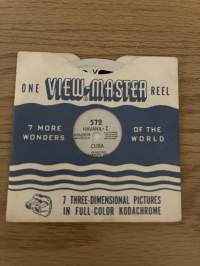 ONE VIEW-MASTER REEL
572
HAVANA - I
CUBA
7 MORE WONDERS
OF THE WORLD
7 THREE-DIMENSIONAL PICTURES
IN FULL-COLOR KODACHROME